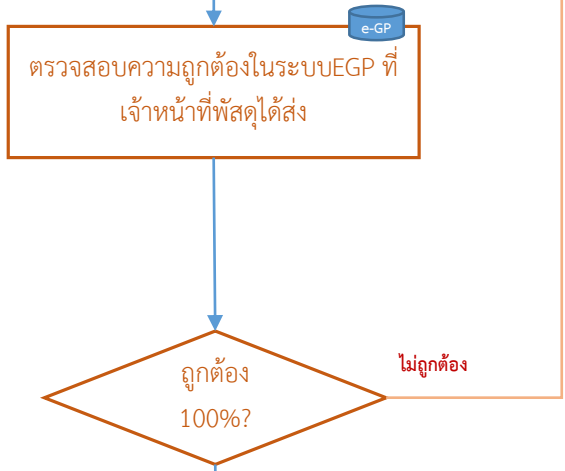 e-GP
ตรวจสอบความถูกต้องในระบบEGP ที่
เจ้าหน้าที่พัสดุได้ส่ง
ถูกต้อง
100%?
ไม่ถูกต้อง